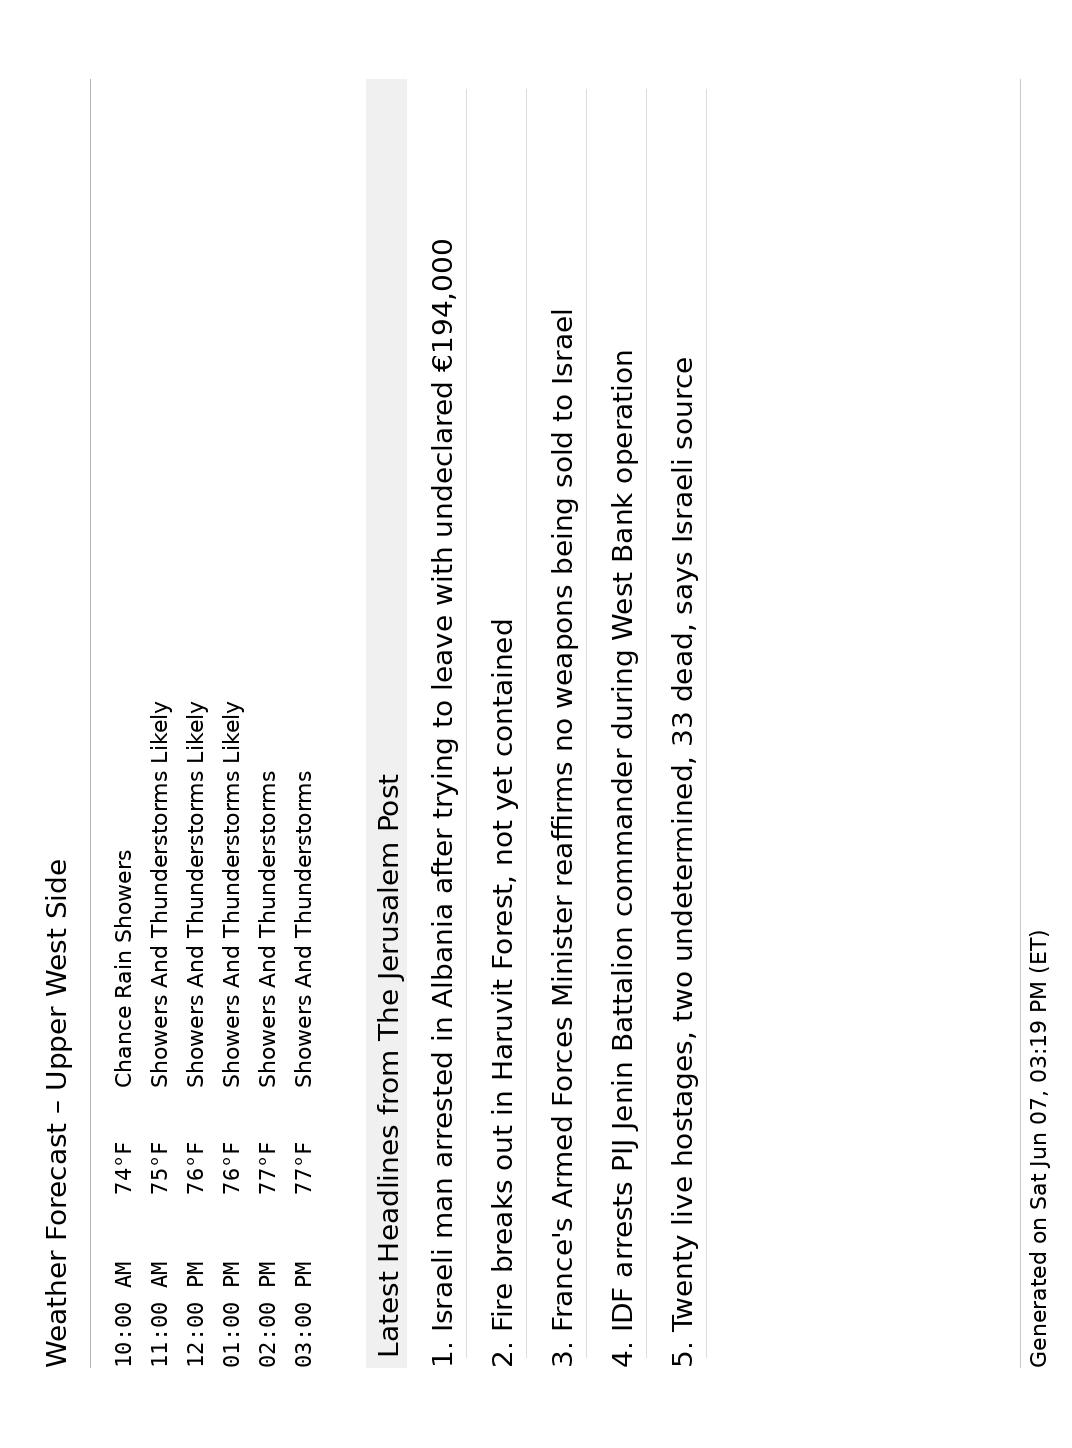 Weather Forecast – Upper West Side
10:00 AM 74°F Chance Rain Showers
11:00 AM 75°F Showers And Thunderstorms Likely
12:00 PM 76°F Showers And Thunderstorms Likely
01:00 PM 76°F Showers And Thunderstorms Likely
02:00 PM 77°F Showers And Thunderstorms
03:00 PM 77°F Showers And Thunderstorms
Latest Headlines from The Jerusalem Post
1. Israeli man arrested in Albania after trying to leave with undeclared €194,000
2. Fire breaks out in Haruvit Forest, not yet contained
3. France's Armed Forces Minister reaffirms no weapons being sold to Israel
4. IDF arrests PIJ Jenin Battalion commander during West Bank operation
5. Twenty live hostages, two undetermined, 33 dead, says Israeli source
Generated on Sat Jun 07, 03:19 PM (ET)